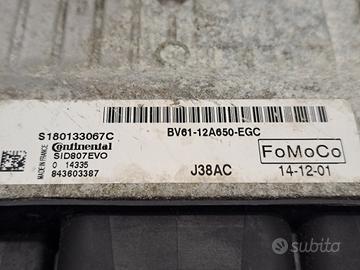 S180133067C
Continental
SID807EVO
0 14335
843603387
MADE IN FRANCE
BV61-12A650-EGC
J38AC
FoMoCo
14-12-01
subito